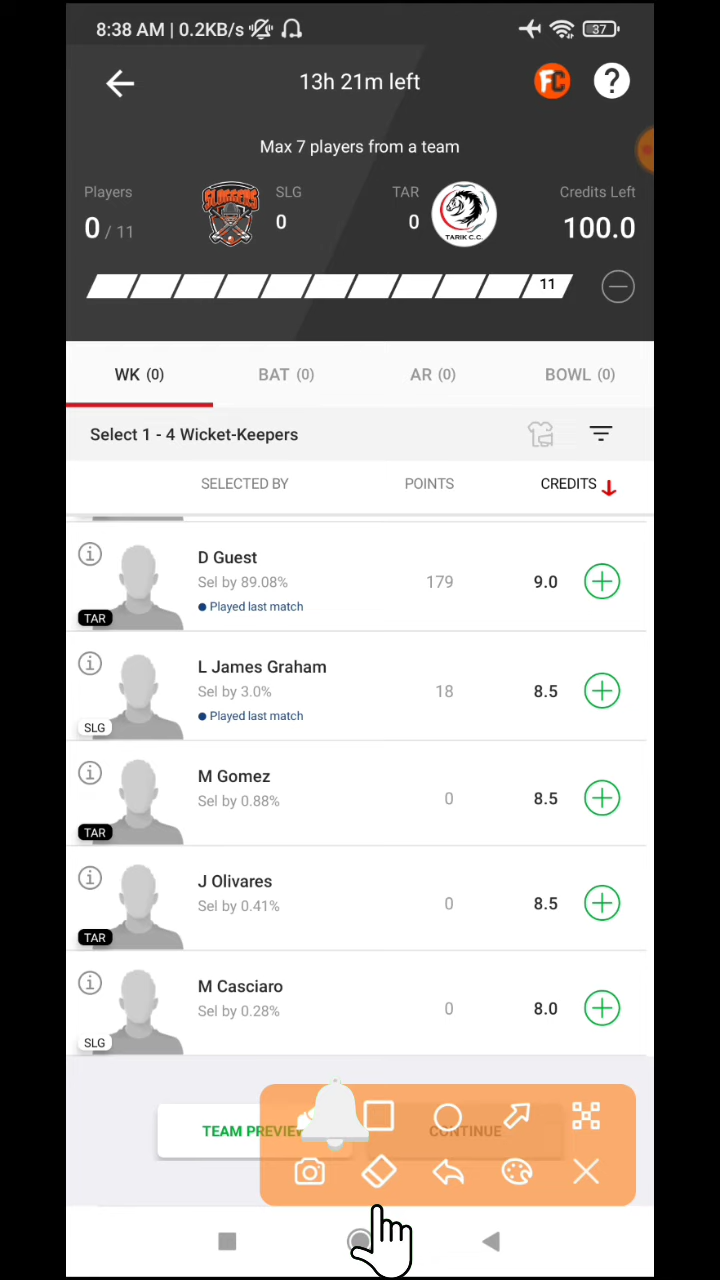 8:38 AM | 0.2KB/s
37
13h 21m left
FC
?
Max 7 players from a team
Players
0 / 11
SLOGGERS
SLG
0
TAR
0
TARIK C.C.
Credits Left
100.0
11
WK (0)
BAT (0)
AR (0)
BOWL (0)
Select 1 - 4 Wicket-Keepers
SELECTED BY
POINTS
CREDITS
D Guest
Sel by 89.08%
Played last match
TAR
179
9.0
L James Graham
Sel by 3.0%
Played last match
SLG
18
8.5
M Gomez
Sel by 0.88%
TAR
0
8.5
J Olivares
Sel by 0.41%
TAR
0
8.5
M Casciaro
Sel by 0.28%
SLG
0
8.0
TEAM PREVIEW
CONTINUE